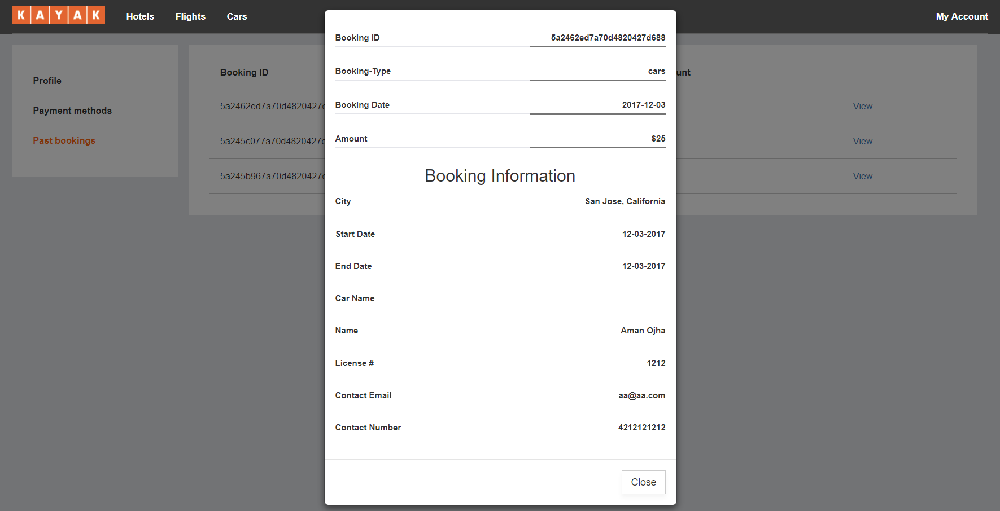 KAYAK Hotels Flights Cars My Account
Profile
Payment methods
Past bookings
Booking ID unt
5a2462ed7a70d4820427d View
5a245c077a70d4820427d View
5a245b967a70d4820427d View
Booking ID 5a2462ed7a70d4820427d688
Booking-Type cars
Booking Date 2017-12-03
Amount $25
Booking Information
City San Jose, California
Start Date 12-03-2017
End Date 12-03-2017
Car Name
Name Aman Ojha
License # 1212
Contact Email aa@aa.com
Contact Number 4212121212
Close